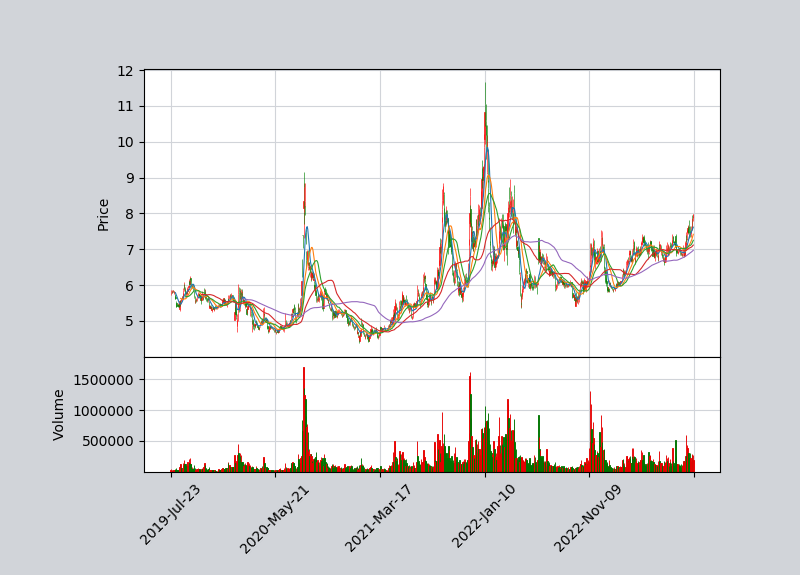 12
11
10
9
8
7
6
5
Price
1500000
1000000
500000
Volume
2019-Jul-23
2020-May-21
2021-Mar-17
2022-Jan-10
2022-Nov-09